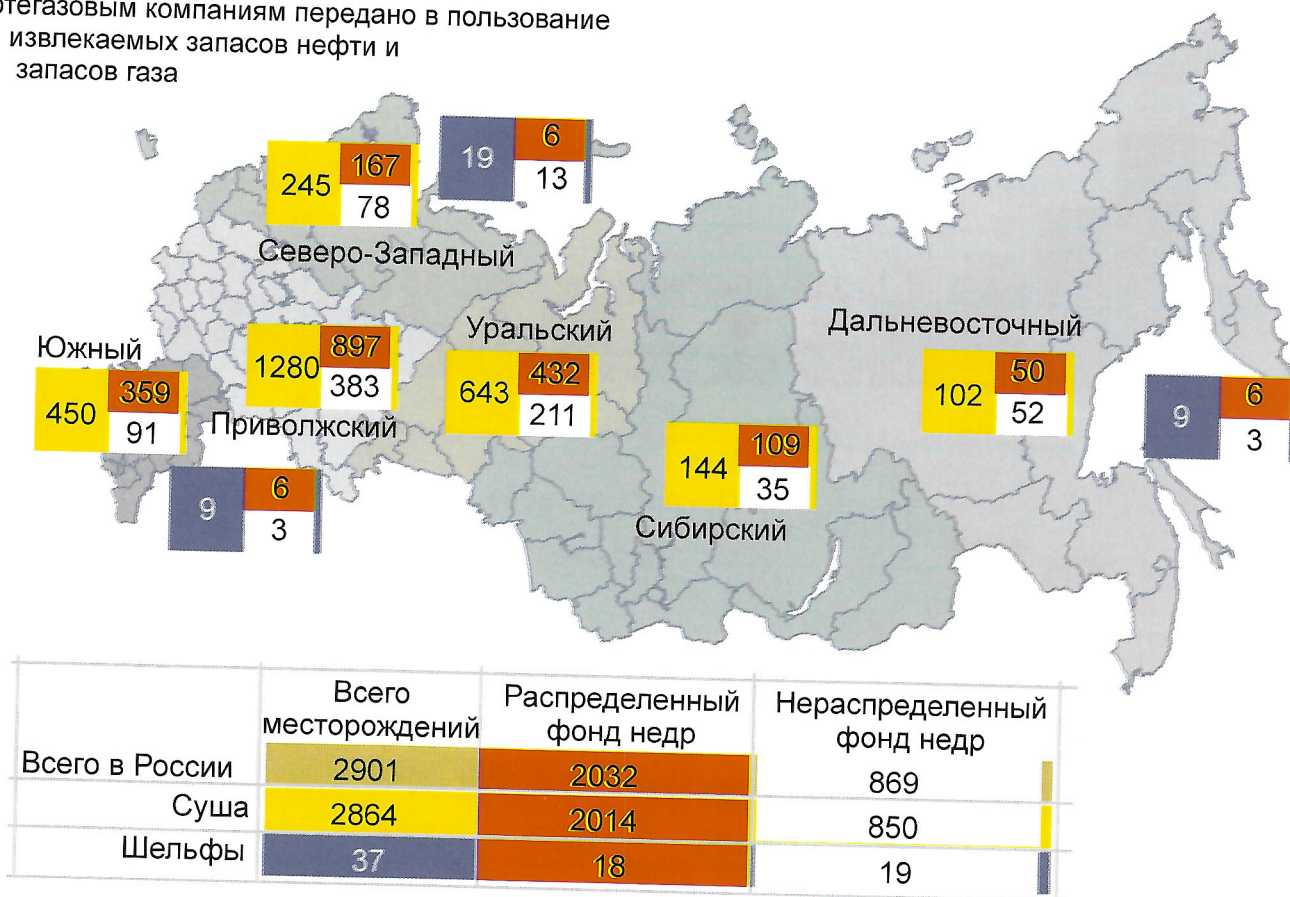 нефтегазовым компаниям передано в пользование
извлекаемых запасов нефти и
запасов газа
245 167
78
19 6
13
Северо-Западный
Южный
450 359
91
1280 897
383
Приволжский
Уральский
643 432
211
Дальневосточный
102 50
52
9 6
3
144 109
35
Сибирский
9 6
3
Всего месторождений Распределенный фонд недр Нераспределенный фонд недр
Всего в России 2901 2032 869
Суша 2864 2014 850
Шельфы 37 18 19